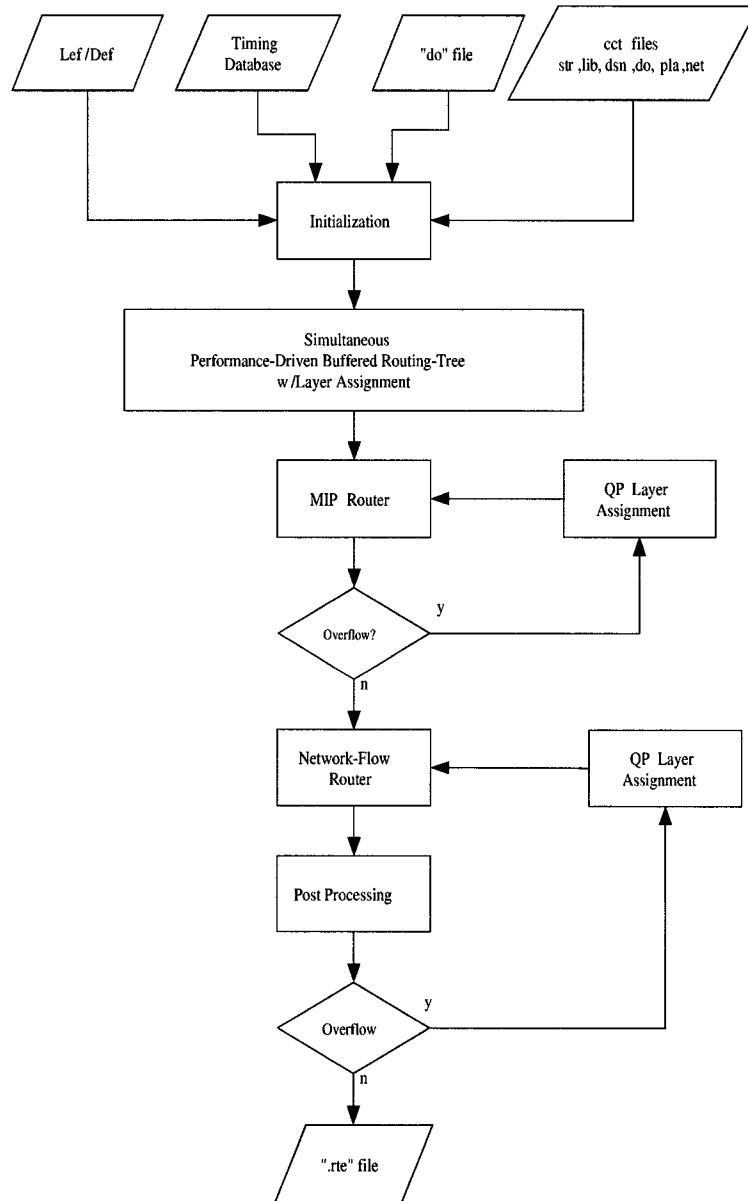 Lef /Def
Timing
Database
"do" file
cct files
str ,lib, dsn ,do, pla ,net
Initialization
Simultaneous
Performance-Driven Buffered Routing-Tree
w /Layer Assignment
MIP Router
QP Layer
Assignment
y
Overflow?
n
Network-Flow
Router
QP Layer
Assignment
Post Processing
y
Overflow
n
".rte" file